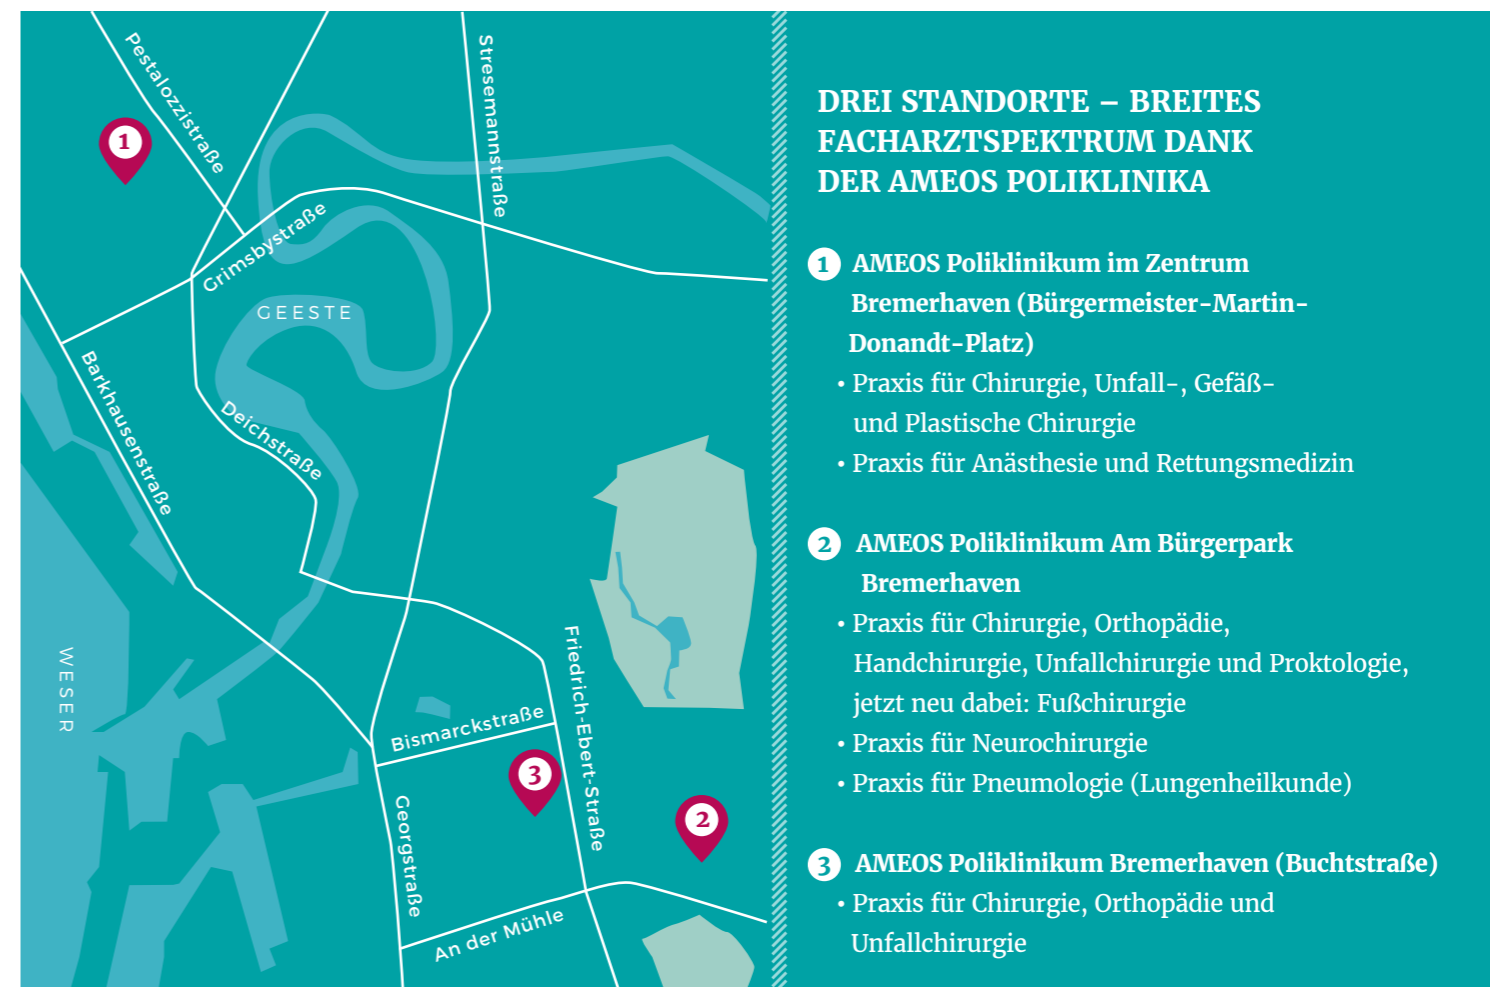 Pestalozzistraße
Stresemannstraße
1
Grimsbystraße
GEESTE
Barkhausenstraße
Deichstraße
WESER
Friedrich-Ebert-Straße
Bismarckstraße
3
2
Georgstraße
An der Mühle
DREI STANDORTE – BREITES
FACHARZTSPEKTRUM DANK
DER AMEOS POLIKLINIKA
1 AMEOS Poliklinikum im Zentrum
Bremerhaven (Bürgermeister-Martin-
Donandt-Platz)
• Praxis für Chirurgie, Unfall-, Gefäß-
und Plastische Chirurgie
• Praxis für Anästhesie und Rettungsmedizin
2 AMEOS Poliklinikum Am Bürgerpark
Bremerhaven
• Praxis für Chirurgie, Orthopädie,
Handchirurgie, Unfallchirurgie und Proktologie,
jetzt neu dabei: Fußchirurgie
• Praxis für Neurochirurgie
• Praxis für Pneumologie (Lungenheilkunde)
3 AMEOS Poliklinikum Bremerhaven (Buchtstraße)
• Praxis für Chirurgie, Orthopädie und
Unfallchirurgie